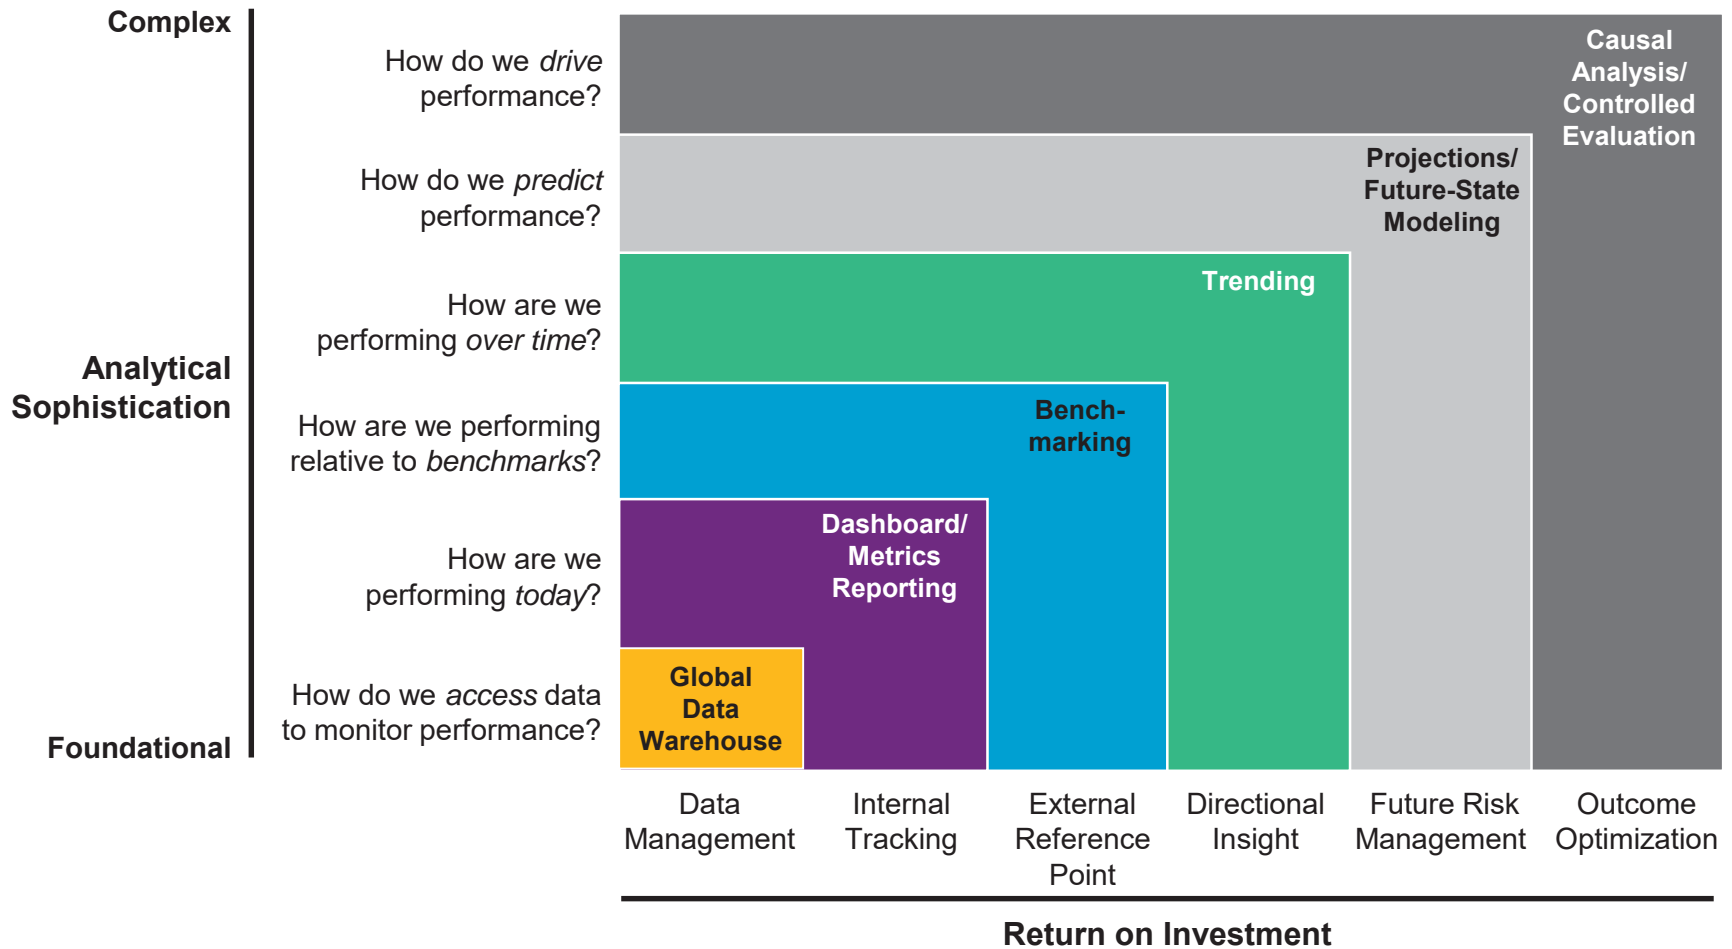 Complex
How do we drive
performance?
Causal
Analysis/
Controlled
Evaluation
How do we predict
performance?
Projections/
Future-State
Modeling
How are we
performing over time?
Trending
Analytical
Sophistication
How are we performing
relative to benchmarks?
Bench-
marking
How are we
performing today?
Dashboard/
Metrics
Reporting
How do we access data
to monitor performance?
Global
Data
Warehouse
Foundational
Data
Management
Internal
Tracking
External
Reference
Point
Directional
Insight
Future Risk
Management
Outcome
Optimization
Return on Investment